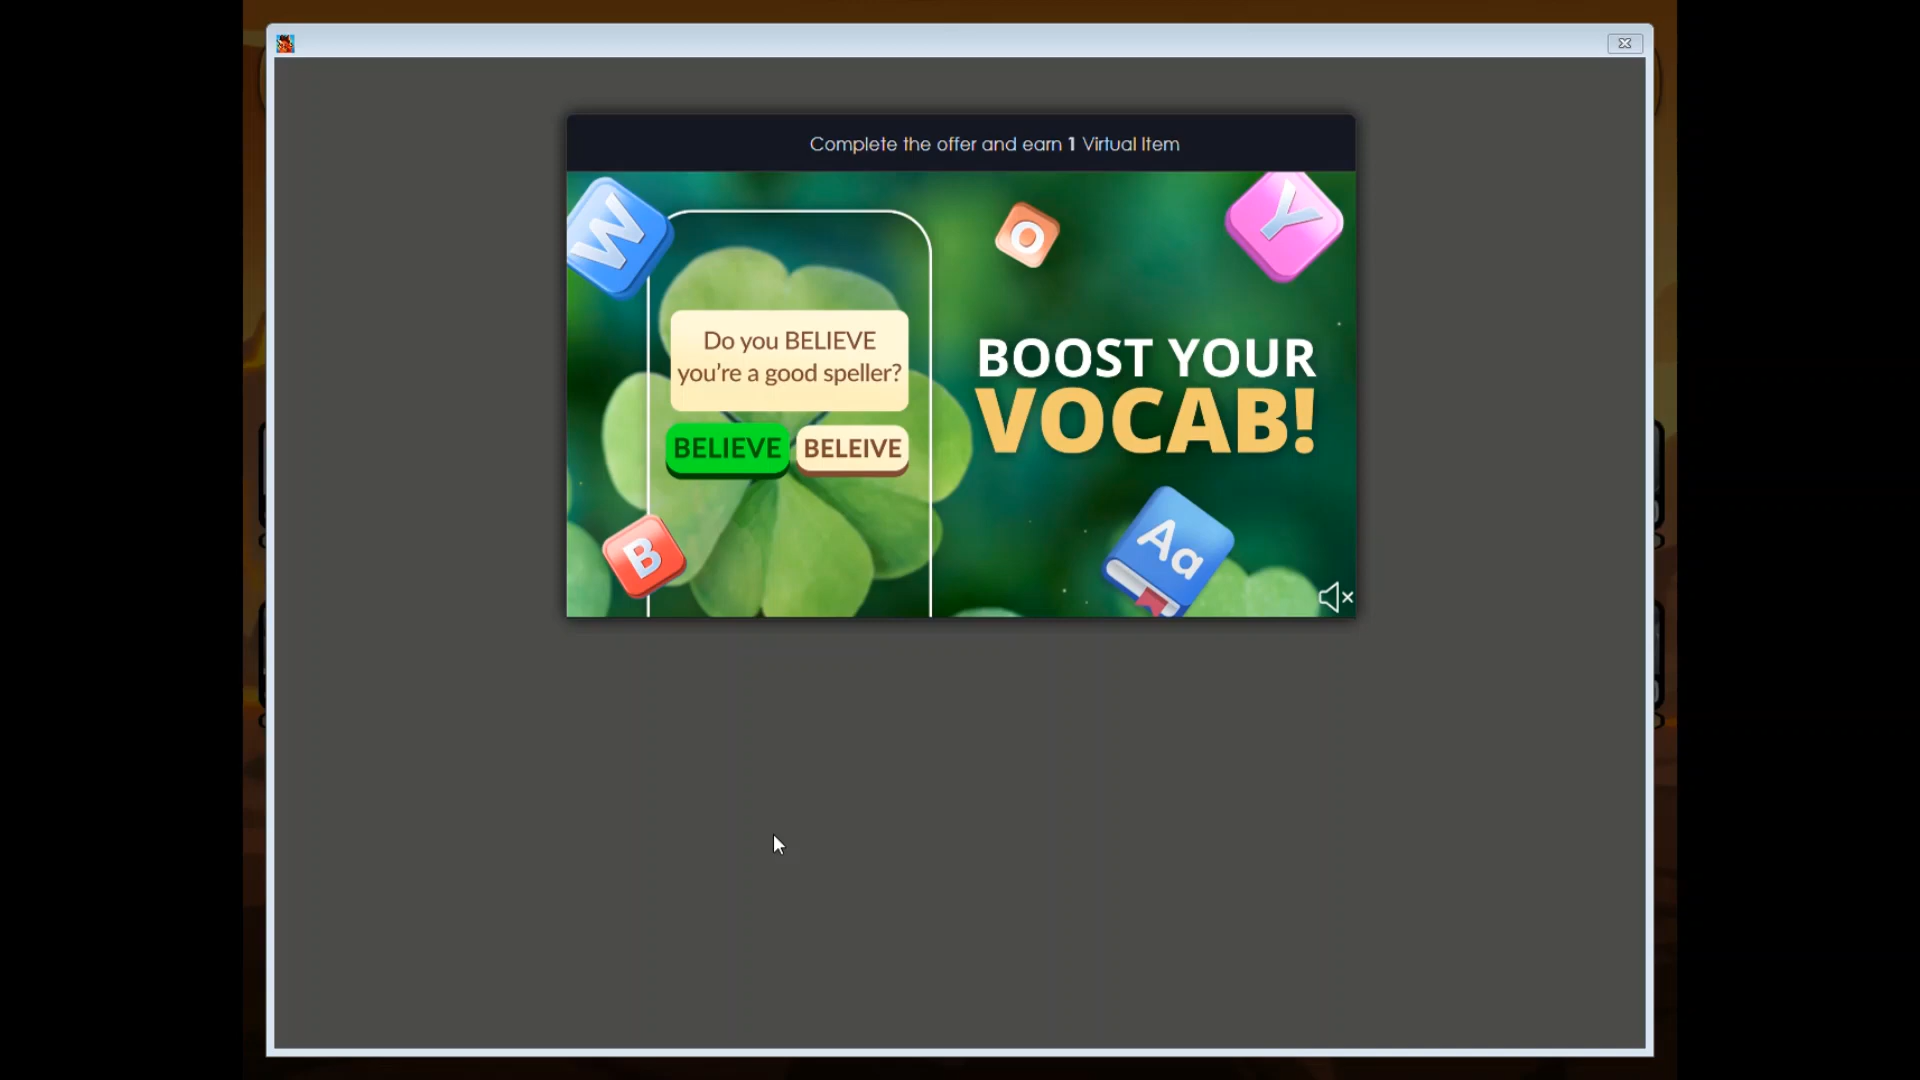 Complete the offer and earn 1 Virtual Item
W
O
Y
Do you BELIEVE
you're a good speller?
BELIEVE BELEIVE
BOOST YOUR
VOCAB!
B
Aa